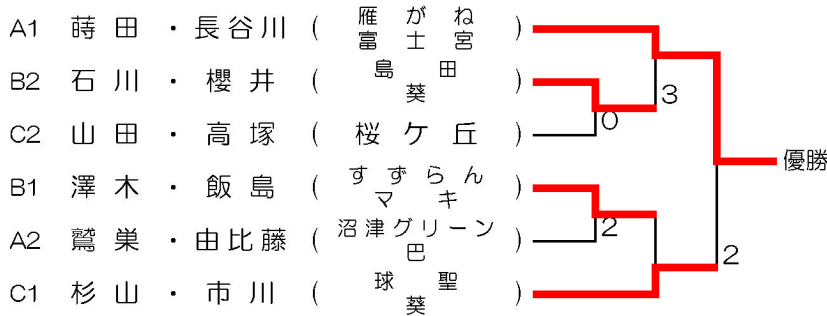 A1 蒔田・長谷川(雁がね 富士宮)
B2 石川・櫻井(島田 葵)
3
C2 山田・高塚(桜ケ丘)
0
優勝
B1 澤木・飯島(すずらん マキ)
A2 鷲巣・由比藤(沼津グリーン 巴)
2
2
C1 杉山・市川(球聖 葵)